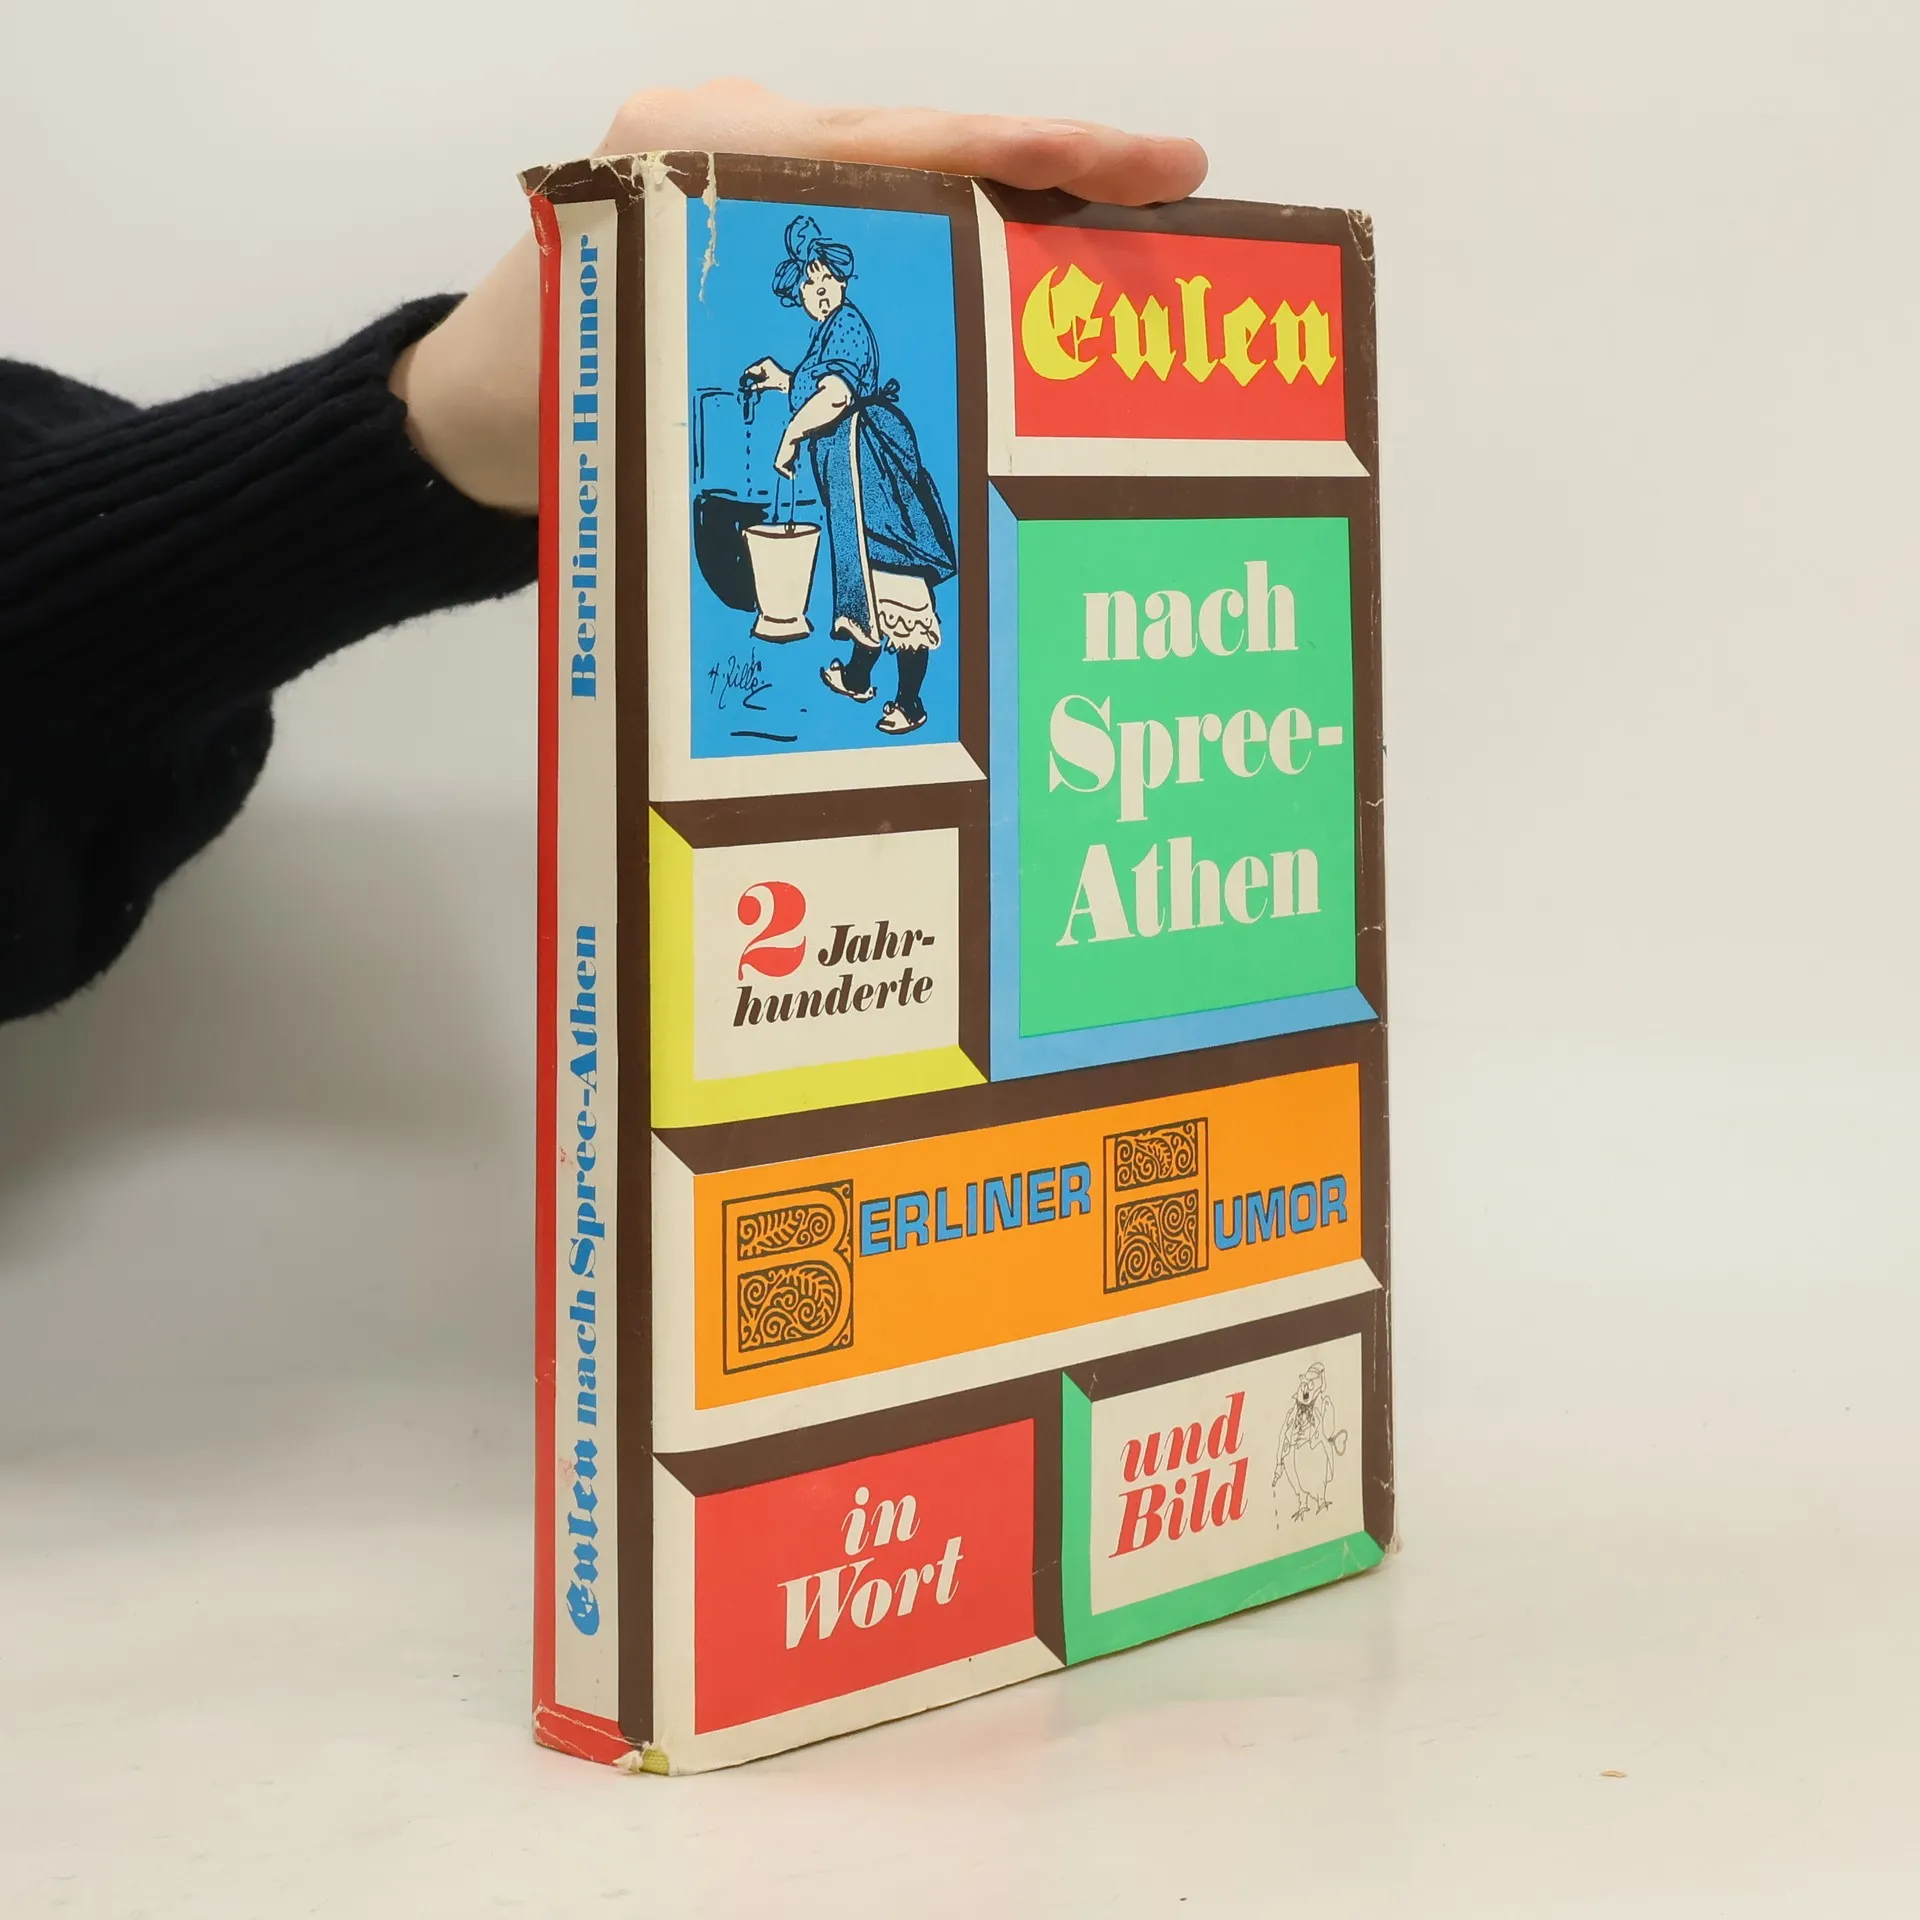 Eulen nach Spree-Athen Berliner Humor
Eulen
nach
Spree-
Athen
H. Zille
2 Jahr-
hunderte
BERLINER HUMOR
in
Wort
und
Bild